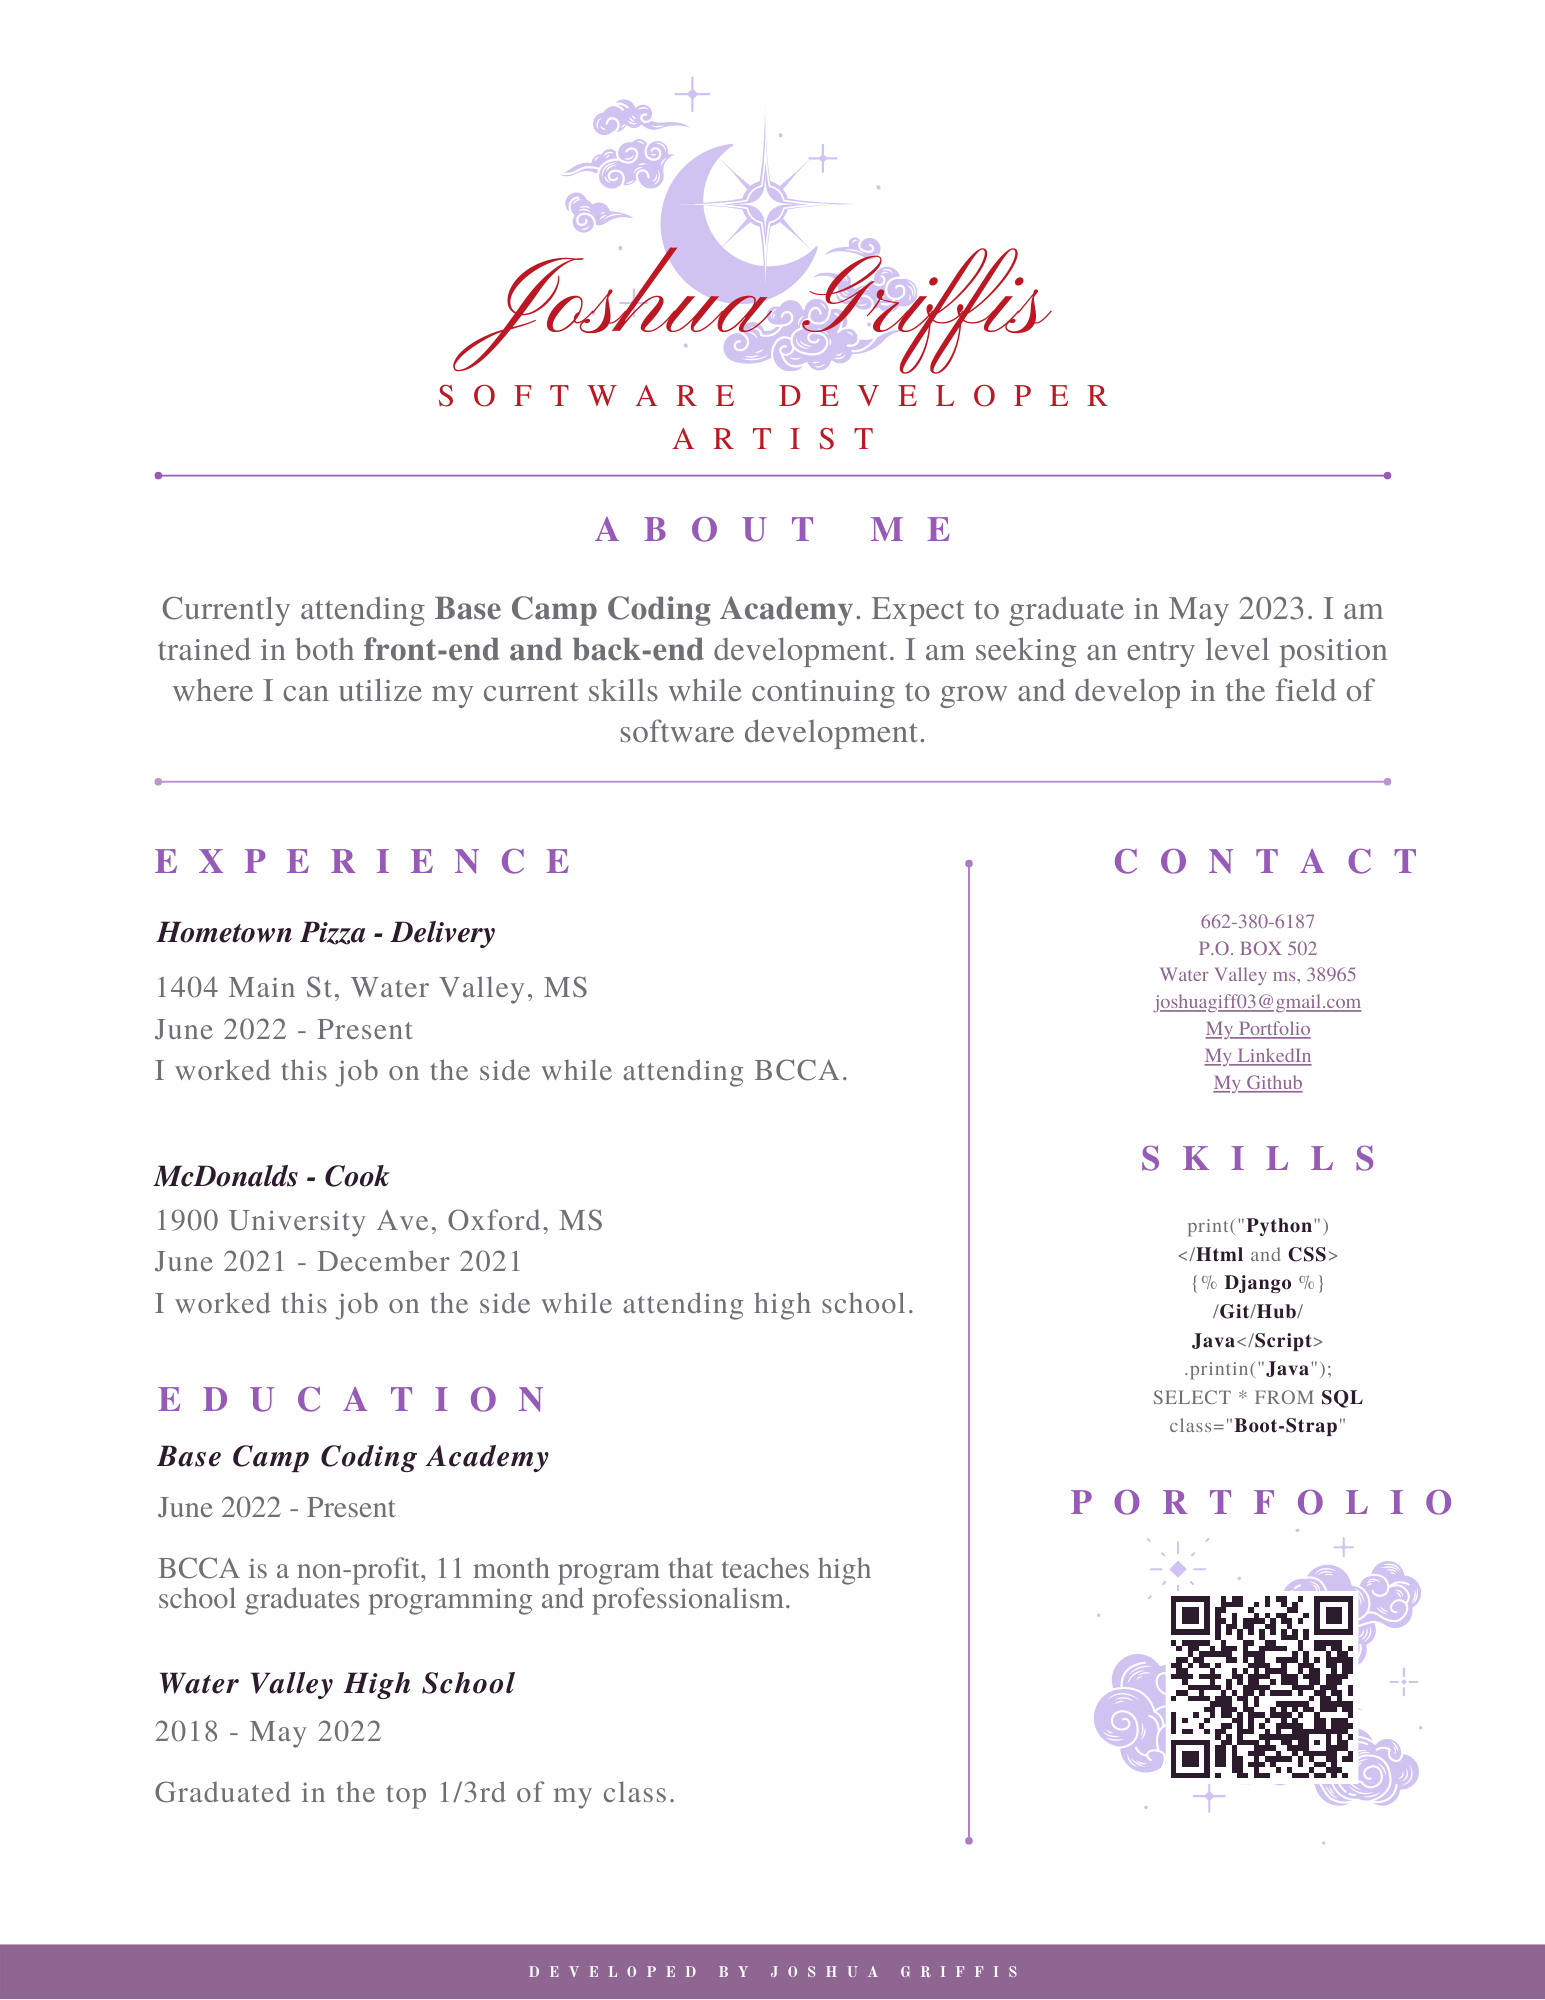 Joshua Griffis
SOFTWARE DEVELOPER
ARTIST
ABOUT ME
Currently attending Base Camp Coding Academy. Expect to graduate in May 2023. I am
trained in both front-end and back-end development. I am seeking an entry level position
where I can utilize my current skills while continuing to grow and develop in the field of
software development.
EXPERIENCE
Hometown Pizza - Delivery
1404 Main St, Water Valley, MS
June 2022 - Present
I worked this job on the side while attending BCCA.
McDonalds - Cook
1900 University Ave, Oxford, MS
June 2021 - December 2021
I worked this job on the side while attending high school.
EDUCATION
Base Camp Coding Academy
June 2022 - Present
BCCA is a non-profit, 11 month program that teaches high
school graduates programming and professionalism.
Water Valley High School
2018 - May 2022
Graduated in the top 1/3rd of my class.
CONTACT
662-380-6187
P.O. BOX 502
Water Valley ms, 38965
joshuagiff03@gmail.com
My Portfolio
My LinkedIn
My Github
SKILLS
print("Python")
</Html and CSS>
{% Django %}
/Git/Hub/
Java</Script>
.printin("Java");
SELECT * FROM SQL
class="Boot-Strap"
PORTFOLIO
DEVELOPED BY JOSHUA GRIFFIS